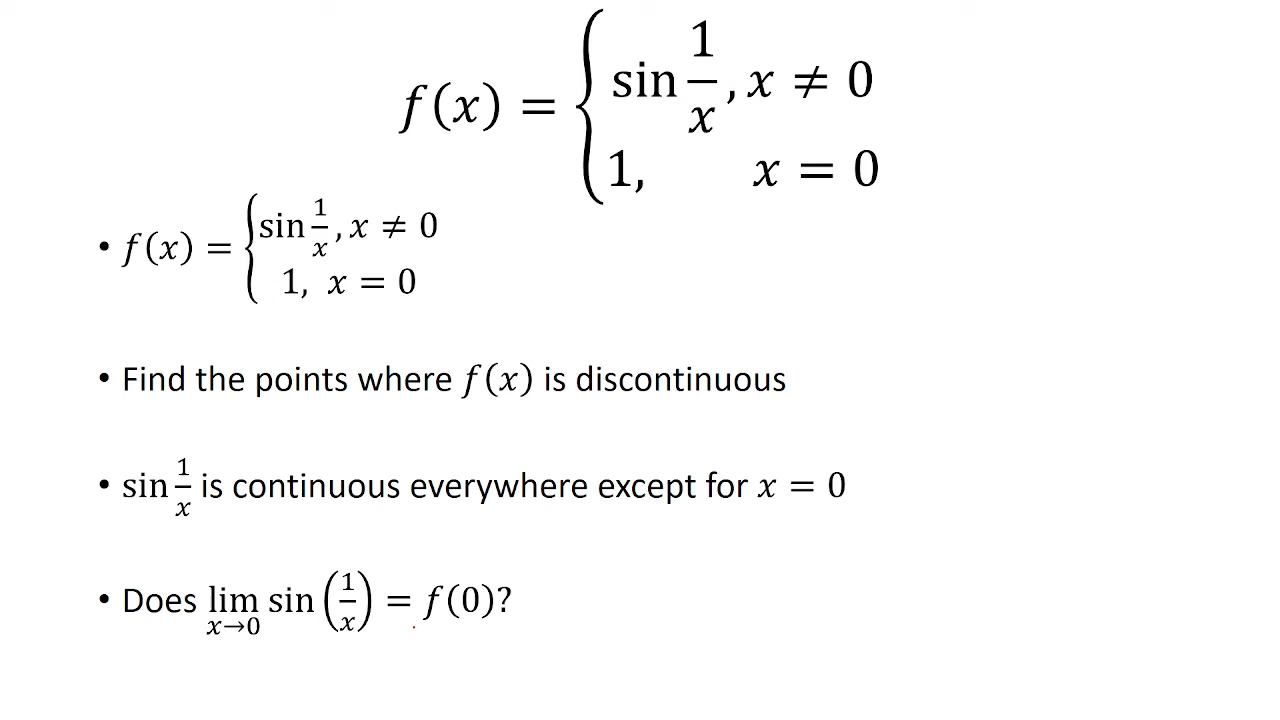 f(x) = { sin 1/x , x ≠ 0
1, x = 0
• f(x) = { sin 1/x , x ≠ 0
1, x = 0
• Find the points where f(x) is discontinuous
• sin 1/x is continuous everywhere except for x = 0
• Does lim x→0 sin (1/x) = f(0)?